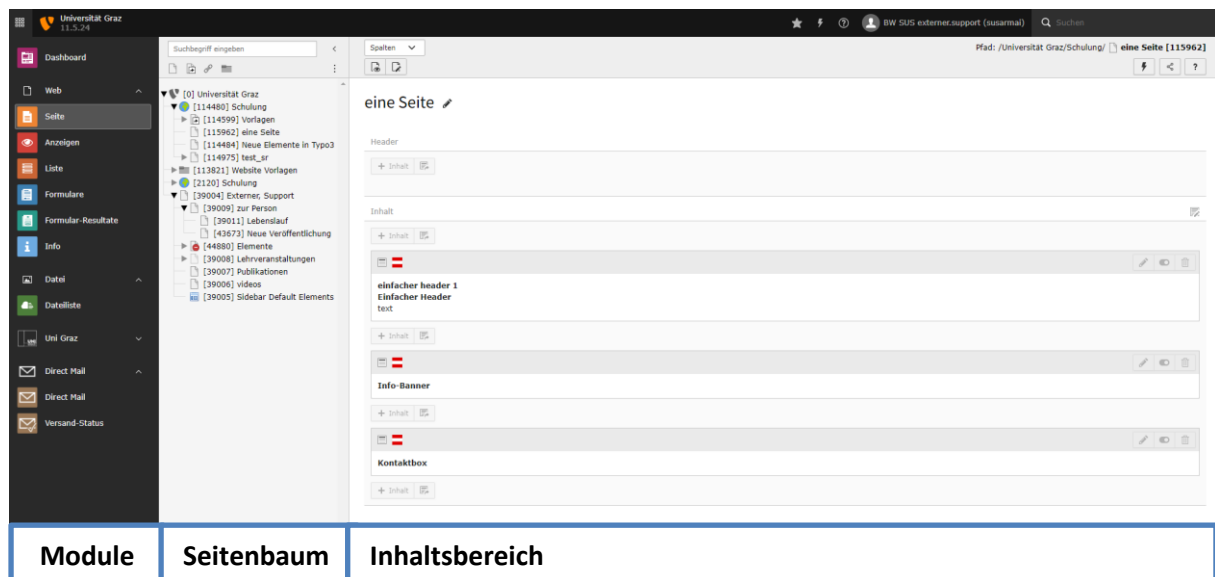 Universität Graz
11.5.24
BW SUS externer.support (susarmai)
Suchen
Dashboard
Web
Seite
Anzeigen
Liste
Formulare
Formular-Resultate
Info
Datei
Dateiliste
Uni Graz
Direct Mail
Direct Mail
Versand-Status
Suchbegriff eingeben
[0] Universität Graz
[114480] Schulung
[114599] Vorlagen
[115962] eine Seite
[114484] Neue Elemente in Typo3
[114975] test_sr
[113821] Website Vorlagen
[2120] Schulung
[39004] Externer, Support
[39009] zur Person
[39011] Lebenslauf
[43673] Neue Veröffentlichung
[44880] Elemente
[39008] Lehrveranstaltungen
[39007] Publikationen
[39006] videos
[39005] Sidebar Default Elements
Spalten
Pfad: /Universität Graz/Schulung/ eine Seite [115962]
?
eine Seite
Header
+ Inhalt
Inhalt
+ Inhalt
einfacher header 1
Einfacher Header
text
+ Inhalt
Info-Banner
+ Inhalt
Kontaktbox
+ Inhalt
Module Seitenbaum Inhaltsbereich